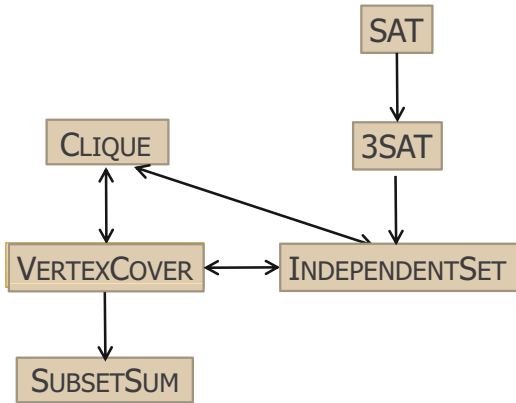 SAT
CLIQUE
3SAT
VERTEXCOVER
INDEPENDENTSET
SUBSETSUM